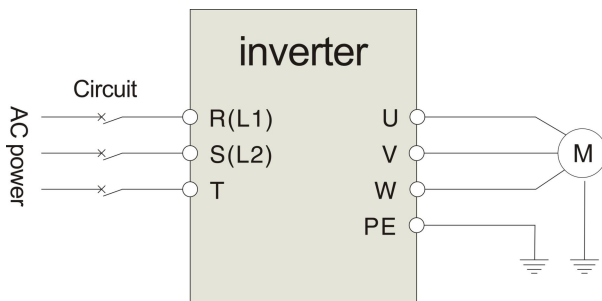 inverter
Circuit
AC power
R(L1)
S(L2)
T
U
V
W
PE
M